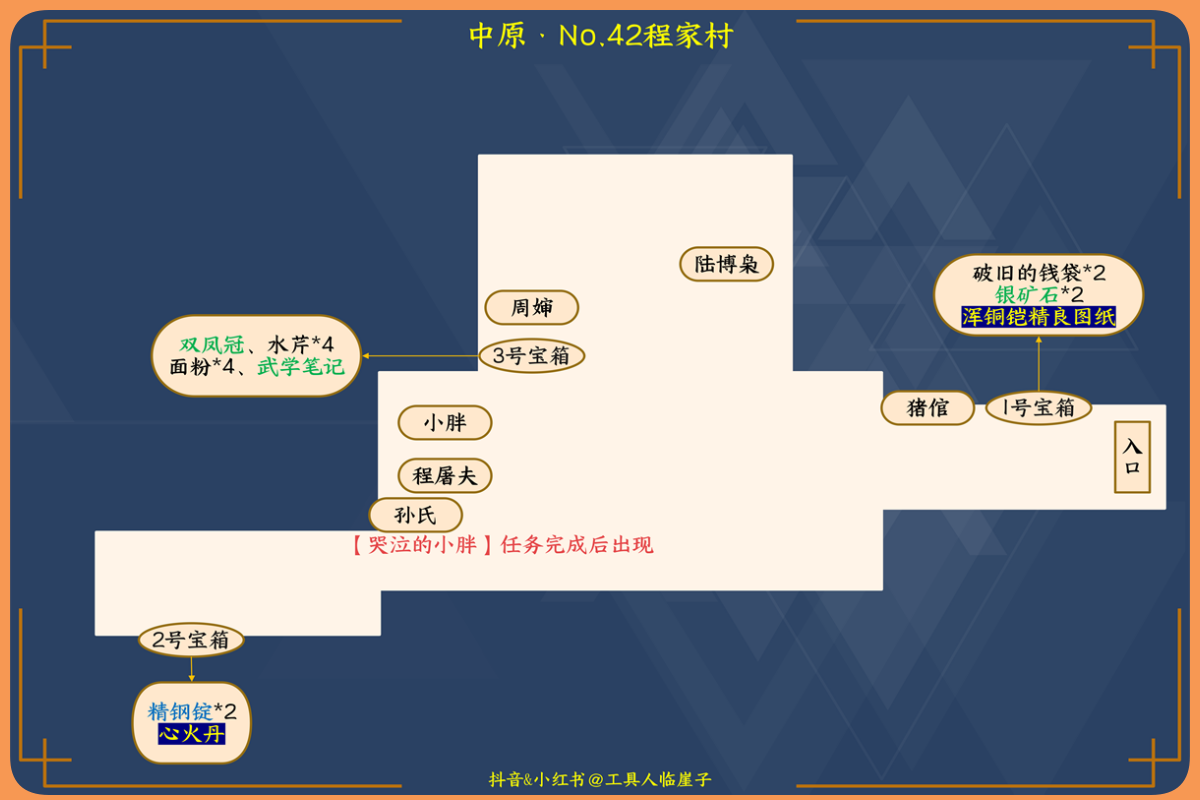 中原·No.42程家村
陆博枭
破旧的钱袋*2
银矿石*2
浑铜铠精良图纸
周婶
双凤冠、水芹*4
面粉*4、武学笔记
3号宝箱
猪倌
1号宝箱
小胖
入口
程屠夫
孙氏
【哭泣的小胖】任务完成后出现
2号宝箱
精钢锭*2
心火丹
抖音&小红书@工具人临崖子